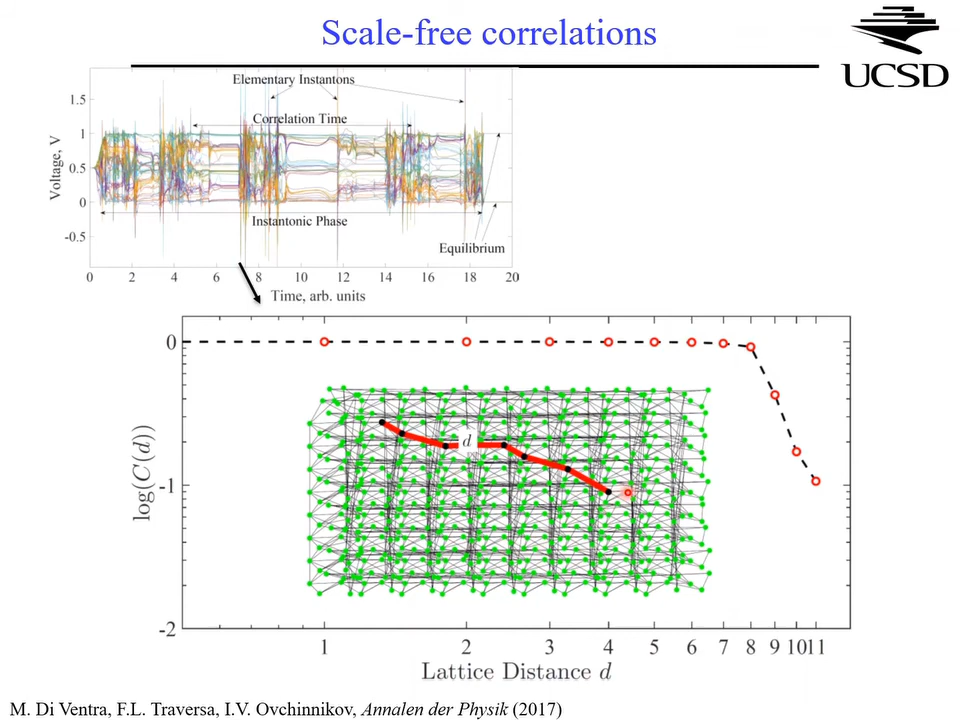 Scale-free correlations
UCSD
Elementary Instantons
Correlation Time
Instantonic Phase
Equilibrium
Voltage, V
1.5
1
0.5
0
-0.5
0 2 4 6 8 10 12 14 16 18 20
Time, arb. units
log(C(d))
0
-1
-2
d
1 2 3 4 5 6 7 8 9 10 11
Lattice Distance d
M. Di Ventra, F.L. Traversa, I.V. Ovchinnikov, Annalen der Physik (2017)